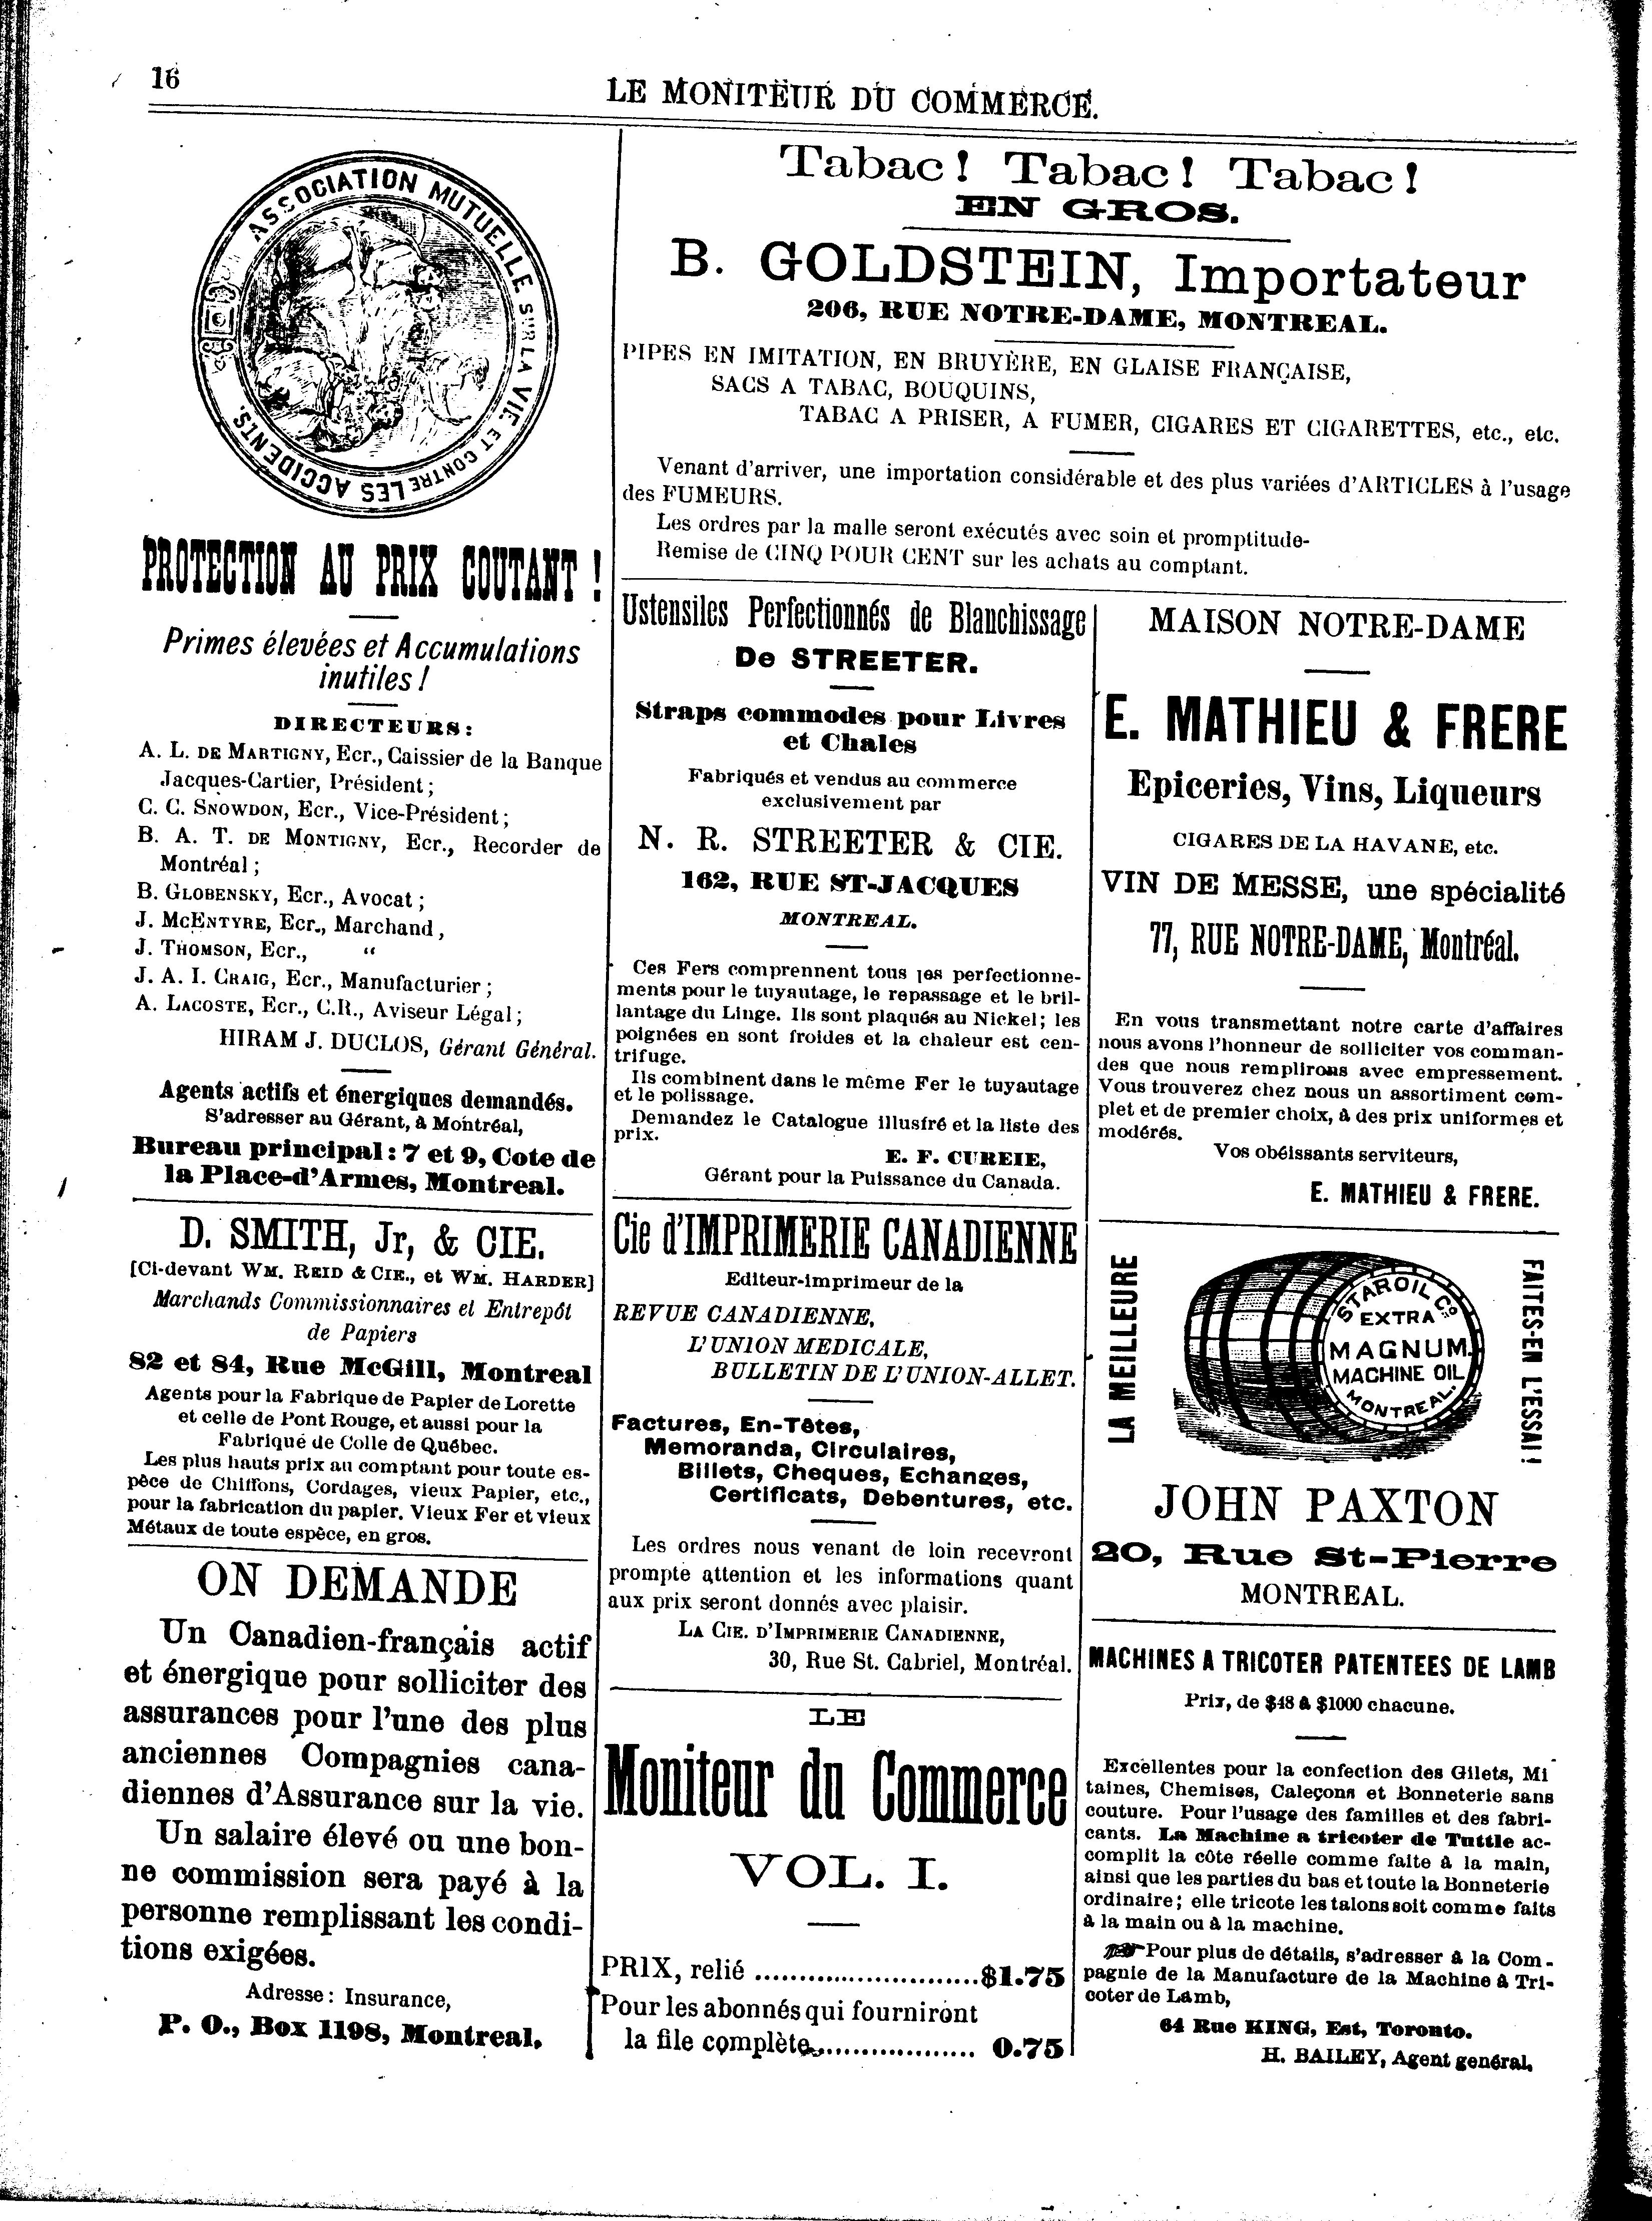 16
LE MONITEUR DU COMMERCE.
ASSOCIATION MUTUELLE SUR LA VIE ET CONTRE LES ACCIDENTS.
PROTECTION AU PRIX COUTANT !
Primes élevées et Accumulations
inutiles !
DIRECTEURS:
A. L. DE MARTIGNY, Ecr., Caissier de la Banque
Jacques-Cartier, Président;
C. C. SNOWDON, Ecr., Vice-Président;
B. A. T. DE MONTIGNY, Ecr., Recorder de
Montréal;
B. GLOBENSKY, Ecr., Avocat;
J. MCENTYRE, Ecr., Marchand,
J. THOMSON, Ecr., “
J. A. I. CRAIG, Ecr., Manufacturier;
A. LACOSTE, Ecr., C.R., Aviseur Légal;
HIRAM J. DUCLOS, Gérant Général.
Agents actifs et énergiques demandés.
S'adresser au Gérant, à Montréal,
Bureau principal: 7 et 9, Cote de
la Place-d'Armes, Montreal.
D. SMITH, Jr, & CIE.
[Ci-devant WM. REID & CIE., et WM. HARDER]
Marchands Commissionnaires et Entrepôt
de Papiers
82 et 84, Rue McGill, Montreal
Agents pour la Fabrique de Papier de Lorette
et celle de Pont Rouge, et aussi pour la
Fabrique de Colle de Québec.
Les plus hauts prix au comptant pour toute es-
pèce de Chiffons, Cordages, vieux Papier, etc.,
pour la fabrication du papier. Vieux Fer et vieux
Métaux de toute espèce, en gros.
ON DEMANDE
Un Canadien-français actif
et énergique pour solliciter des
assurances pour l'une des plus
anciennes Compagnies cana-
diennes d'Assurance sur la vie.
Un salaire élevé ou une bon-
ne commission sera payé à la
personne remplissant les condi-
tions exigées.
Adresse: Insurance,
P. O., Box 1198, Montreal.
Tabac! Tabac! Tabac!
EN GROS.
B. GOLDSTEIN, Importateur
206, RUE NOTRE-DAME, MONTREAL.
PIPES EN IMITATION, EN BRUYÈRE, EN GLAISE FRANÇAISE,
SACS A TABAC, BOUQUINS,
TABAC A PRISER, A FUMER, CIGARES ET CIGARETTES, etc., etc.
Venant d'arriver, une importation considérable et des plus variées d'ARTICLES à l'usage
des FUMEURS.
Les ordres par la malle seront exécutés avec soin et promptitude-
Remise de CINQ POUR CENT sur les achats au comptant.
Ustensiles Perfectionnés de Blanchissage
De STREETER.
Straps commodes pour Livres
et Chales
Fabriqués et vendus au commerce
exclusivement par
N. R. STREETER & CIE.
162, RUE ST-JACQUES
MONTREAL.
Ces Fers comprennent tous les perfectionne-
ments pour le tuyautage, le repassage et le bril-
lantage du Linge. Ils sont plaqués au Nickel; les
poignées en sont froides et la chaleur est cen-
trifuge.
Ils combinent dans le même Fer le tuyautage
et le polissage.
Demandez le Catalogue illustré et la liste des
prix.
E. F. CUREIE,
Gérant pour la Puissance du Canada.
Cie d'IMPRIMERIE CANADIENNE
Editeur-imprimeur de la
REVUE CANADIENNE,
L'UNION MEDICALE,
BULLETIN DE L'UNION-ALLET.
Factures, En-Têtes,
Memoranda, Circulaires,
Billets, Cheques, Echanges,
Certificats, Debentures, etc.
Les ordres nous venant de loin recevront
prompte attention et les informations quant
aux prix seront donnés avec plaisir.
LA CIE. D'IMPRIMERIE CANADIENNE,
30, Rue St. Gabriel, Montréal.
LE
Moniteur du Commerce
VOL. I.
PRIX, relié ............................$1.75
Pour les abonnés qui fourniront
la file complète.................... 0.75
MAISON NOTRE-DAME
E. MATHIEU & FRERE
Epiceries, Vins, Liqueurs
CIGARES DE LA HAVANE, etc.
VIN DE MESSE, une spécialité
77, RUE NOTRE-DAME, Montréal.
En vous transmettant notre carte d'affaires
nous avons l'honneur de solliciter vos comman-
des que nous remplirons avec empressement.
Vous trouverez chez nous un assortiment com-
plet et de premier choix, à des prix uniformes et
modérés.
Vos obéissants serviteurs,
E. MATHIEU & FRERE.
LA MEILLEURE
STAROIL Co
EXTRA
MAGNUM
MACHINE OIL
MONTREAL.
FAITES-EN L'ESSAI!
JOHN PAXTON
20, Rue St-Pierre
MONTREAL.
MACHINES A TRICOTER PATENTEES DE LAMB
Prix, de $48 à $1000 chacune.
Excellentes pour la confection des Gilets, Mi
taines, Chemises, Caleçons et Bonneterie sans
couture. Pour l'usage des familles et des fabri-
cants. La Machine a tricoter de Tuttle ac-
complit la côte réelle comme faite à la main,
ainsi que les parties du bas et toute la Bonneterie
ordinaire; elle tricote les talons soit comme faits
à la main ou à la machine.
☞ Pour plus de détails, s'adresser à la Com-
pagnie de la Manufacture de la Machine à Tri-
coter de Lamb,
64 Rue KING, Est, Toronto.
H. BAILEY, Agent genéral.